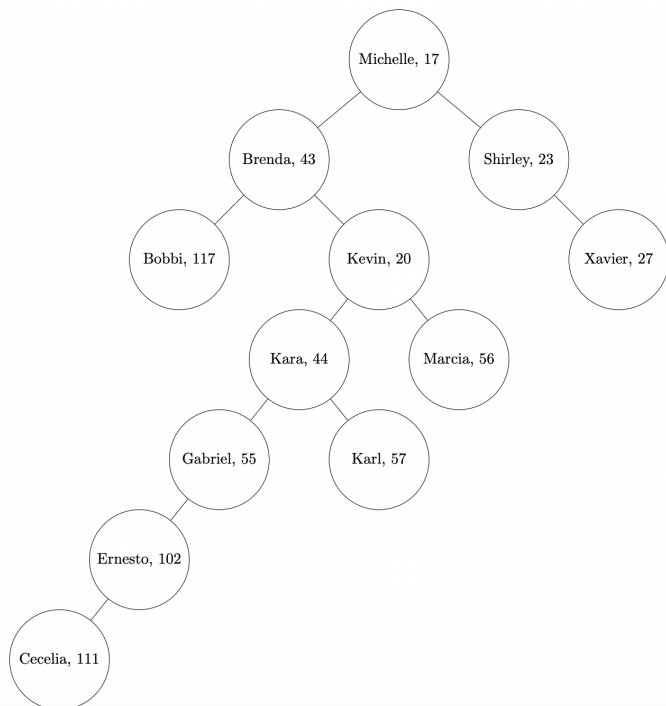 Michelle, 17
Brenda, 43
Shirley, 23
Bobbi, 117
Kevin, 20
Xavier, 27
Kara, 44
Marcia, 56
Gabriel, 55
Karl, 57
Ernesto, 102
Cecelia, 111